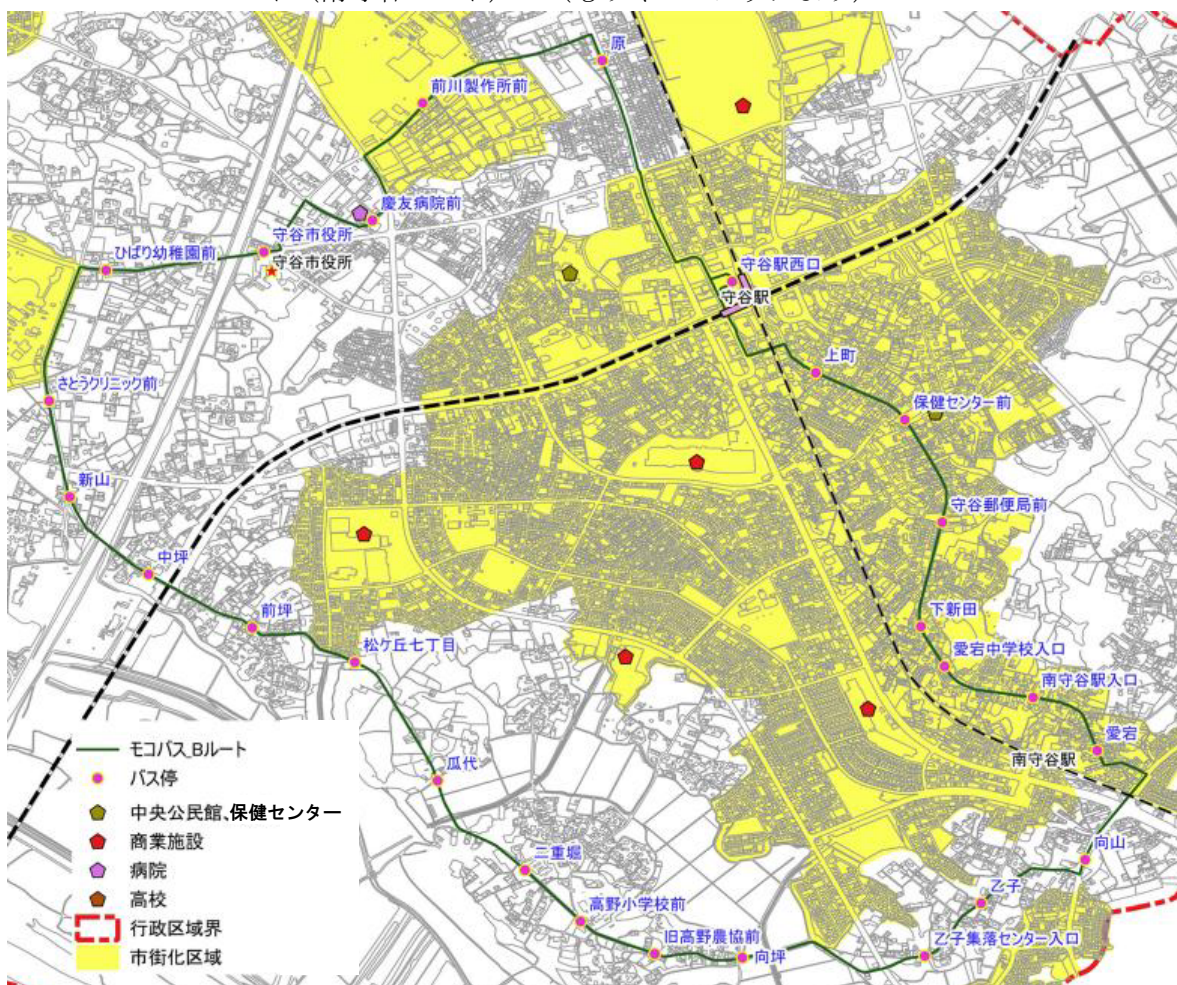 原
前川製作所前
慶友病院前
守谷市役所
ひばり幼稚園前
守谷市役所
守谷駅西口
守谷駅
上町
さとうクリニック前
保健センター前
新山
守谷郵便局前
中坪
前坪
下新田
松ケ丘七丁目
愛宕中学校入口
南守谷駅入口
愛宕
南守谷駅
瓜代
向山
二重堀
乙子
高野小学校前
旧高野農協前
向坪
乙子集落センター入口
モコバス_Bルート
バス停
中央公民館、保健センター
商業施設
病院
高校
行政区域界
市街化区域